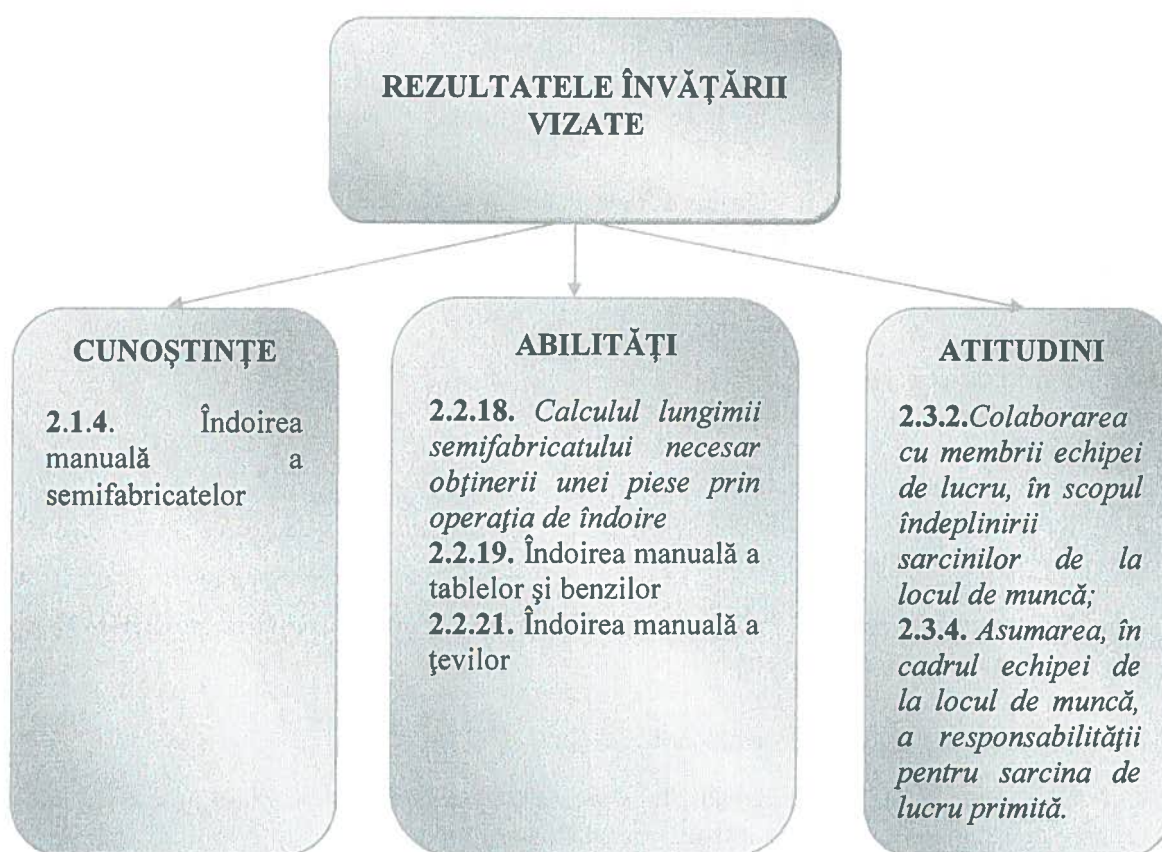 REZULTATELE ÎNVĂȚĂRII
VIZATE
CUNOȘTINȚE
2.1.4. Îndoirea
manuală a
semifabricatelor
ABILITĂȚI
2.2.18. Calculul lungimii
semifabricatului necesar
obținerii unei piese prin
operația de îndoire
2.2.19. Îndoirea manuală a
tablelor și benzilor
2.2.21. Îndoirea manuală a
țevilor
ATITUDINI
2.3.2.Colaborarea
cu membrii echipei
de lucru, în scopul
îndeplinirii
sarcinilor de la
locul de muncă;
2.3.4. Asumarea, în
cadrul echipei de
la locul de muncă,
a responsabilității
pentru sarcina de
lucru primită.